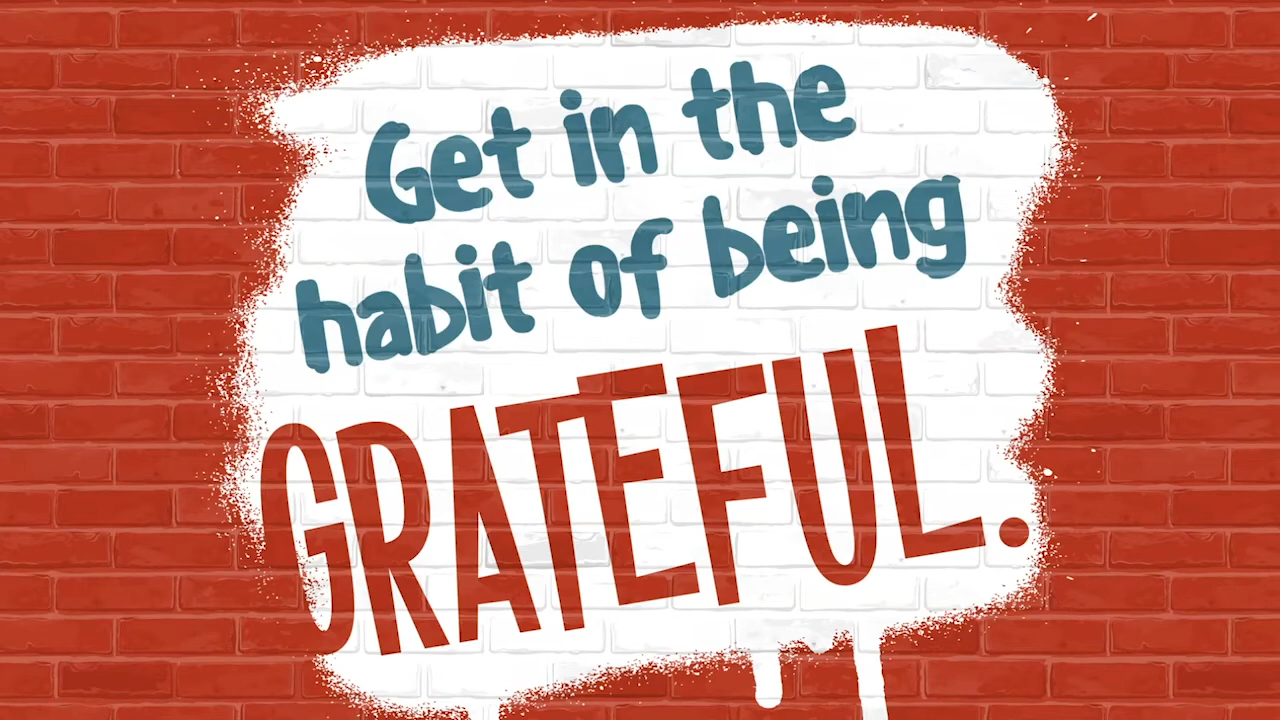 Get in the
habit of being
GRATEFUL.